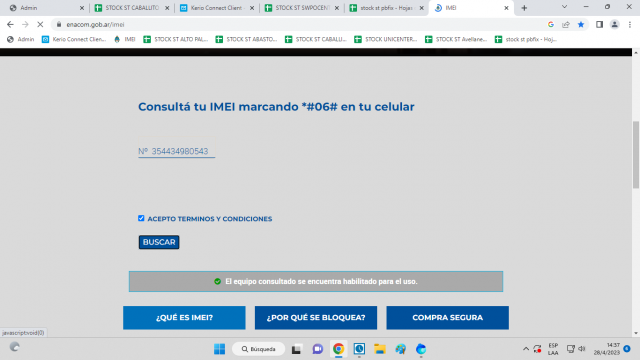 Admin
STOCK ST CABALLITO
Kerio Connect Client
STOCK ST SWPOCENT
stock st pbfix - Hojas
IMEI
enacom.gob.ar/imei
Admin
Kerio Connect Clien...
IMEI
STOCK ST ALTO PAL...
STOCK ST ABASTO...
STOCK ST CABALLI...
STOCK UNICENTER...
STOCK ST Avellane...
stock st pbfix - Hoj...
Consultá tu IMEI marcando *#06# en tu celular
Nº 354434980543
ACEPTO TERMINOS Y CONDICIONES
BUSCAR
El equipo consultado se encuentra habilitado para el uso.
¿QUÉ ES IMEI?
¿POR QUÉ SE BLOQUEA?
COMPRA SEGURA
javascript:void(0)
Búsqueda
ESP
LAA
14:37
28/4/2023